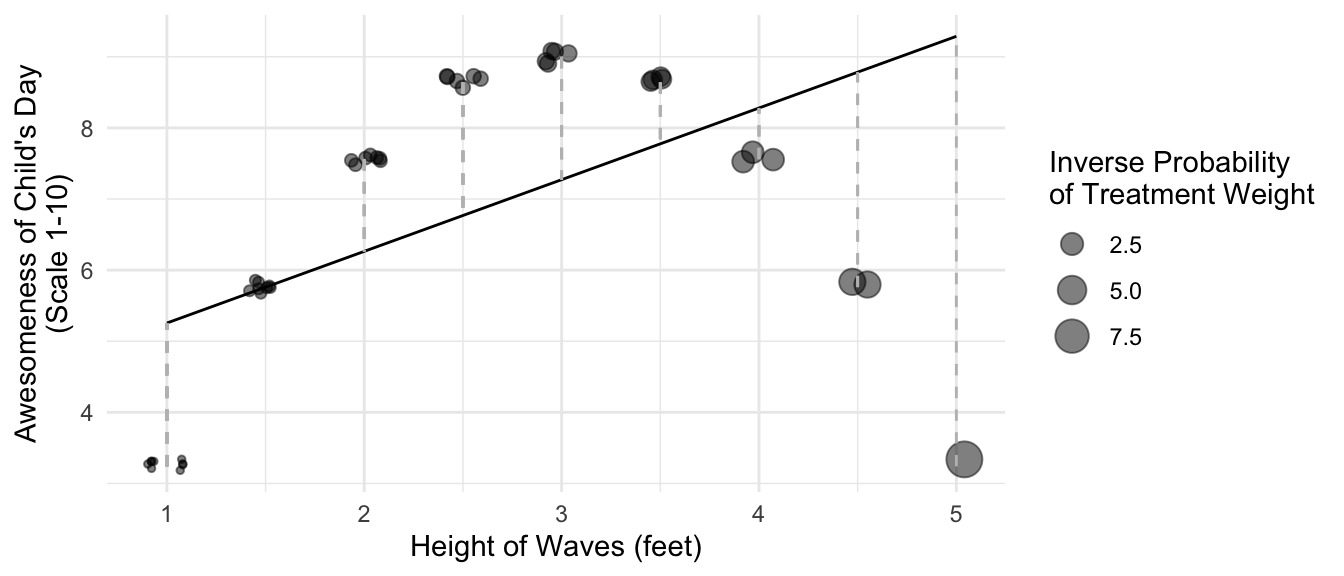 Awesomeness of Child's Day
(Scale 1-10)
8
6
4
1 2 3 4 5
Height of Waves (feet)
Inverse Probability
of Treatment Weight
2.5
5.0
7.5